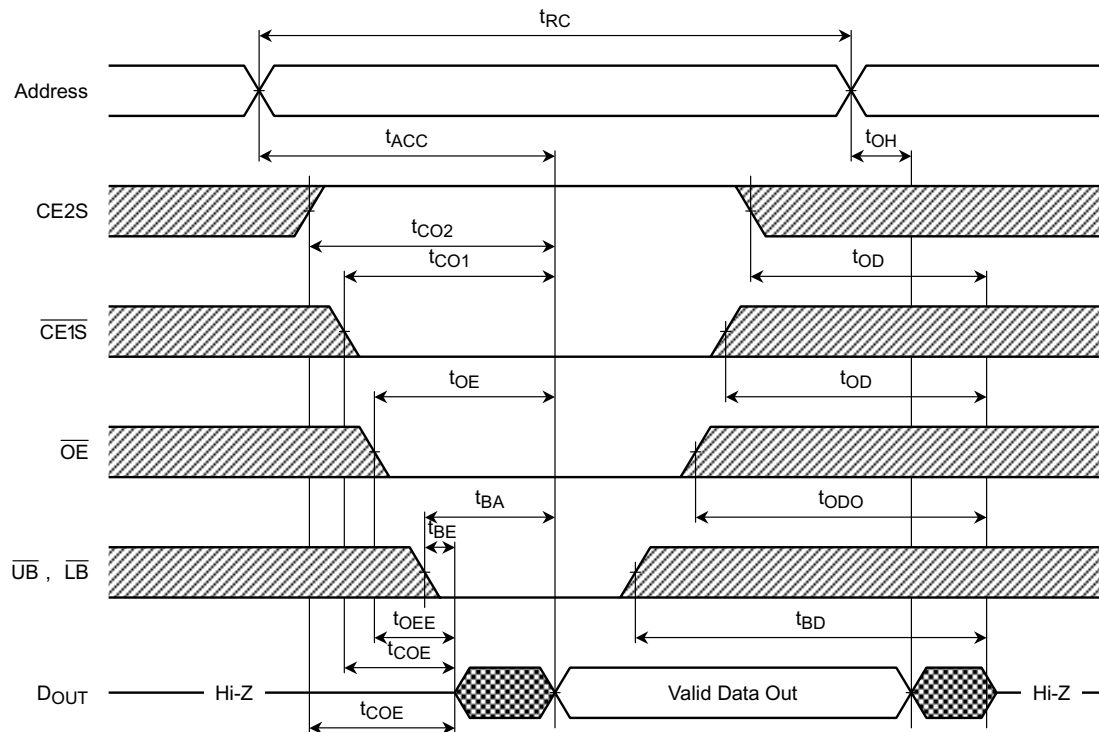 tRC
Address
tACC
tOH
CE2S
tCO2
tCO1
tOD
CE1S
tOE
tOD
OE
tBA
tODO
tBE
UB , LB
tOEE
tBD
tCOE
DOUT
Hi-Z
Valid Data Out
Hi-Z
tCOE